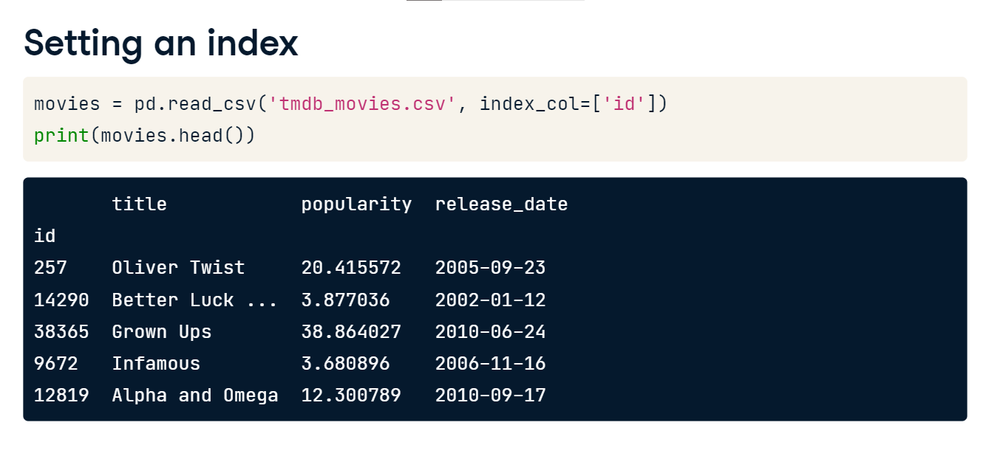 Setting an index
movies = pd.read_csv('tmdb_movies.csv', index_col=['id'])
print(movies.head())
title popularity release_date
id
257 Oliver Twist 20.415572 2005-09-23
14290 Better Luck ... 3.877036 2002-01-12
38365 Grown Ups 38.864027 2010-06-24
9672 Infamous 3.680896 2006-11-16
12819 Alpha and Omega 12.300789 2010-09-17